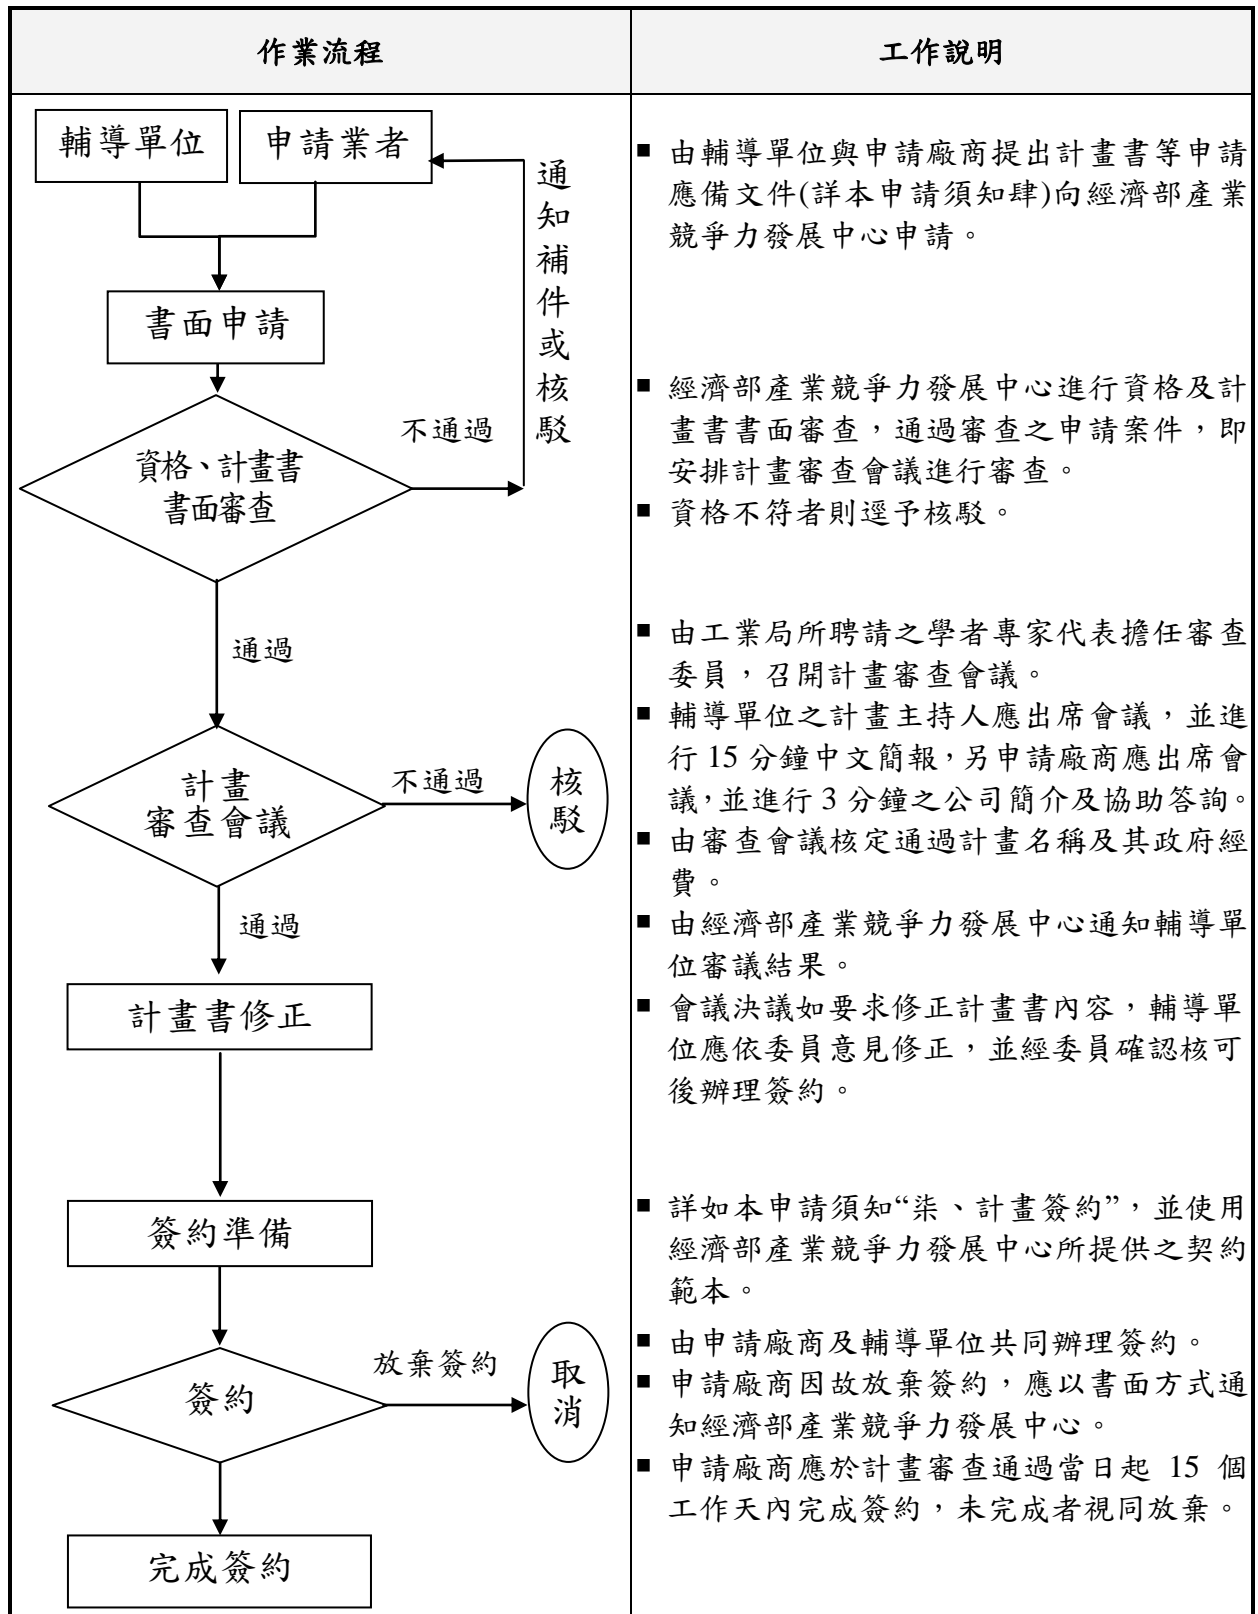 作業流程
工作說明
輔導單位
申請業者
通知補件或核駁
書面申請
不通過
資格、計畫書
書面審查
通過
計畫
審查會議
不通過
核駁
通過
計畫書修正
簽約準備
簽約
放棄簽約
取消
完成簽約
■ 由輔導單位與申請廠商提出計畫書等申請
應備文件(詳本申請須知肆)向經濟部產業
競爭力發展中心申請。
■ 經濟部產業競爭力發展中心進行資格及計
畫書書面審查，通過審查之申請案件，即
安排計畫審查會議進行審查。
■ 資格不符者則逕予核駁。
■ 由工業局所聘請之學者專家代表擔任審查
委員，召開計畫審查會議。
■ 輔導單位之計畫主持人應出席會議，並進
行 15 分鐘中文簡報，另申請廠商應出席會
議，並進行 3 分鐘之公司簡介及協助答詢。
■ 由審查會議核定通過計畫名稱及其政府經
費。
■ 由經濟部產業競爭力發展中心通知輔導單
位審議結果。
■ 會議決議如要求修正計畫書內容，輔導單
位應依委員意見修正，並經委員確認核可
後辦理簽約。
■ 詳如本申請須知“柒、計畫簽約”，並使用
經濟部產業競爭力發展中心所提供之契約
範本。
■ 由申請廠商及輔導單位共同辦理簽約。
■ 申請廠商因故放棄簽約，應以書面方式通
知經濟部產業競爭力發展中心。
■ 申請廠商應於計畫審查通過當日起 15 個
工作天內完成簽約，未完成者視同放棄。